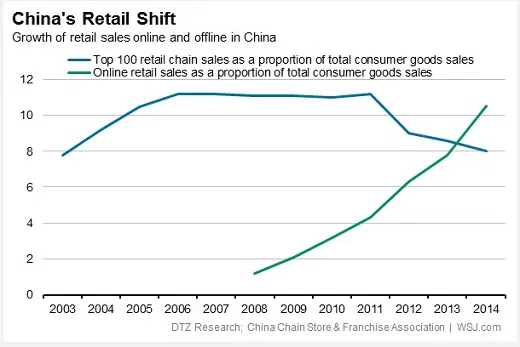 China's Retail Shift
Growth of retail sales online and offline in China
Top 100 retail chain sales as a proportion of total consumer goods sales
Online retail sales as a proportion of total consumer goods sales
12
10
8
6
4
2
0
2003 2004 2005 2006 2007 2008 2009 2010 2011 2012 2013 2014
DTZ Research; China Chain Store & Franchise Association | WSJ.com